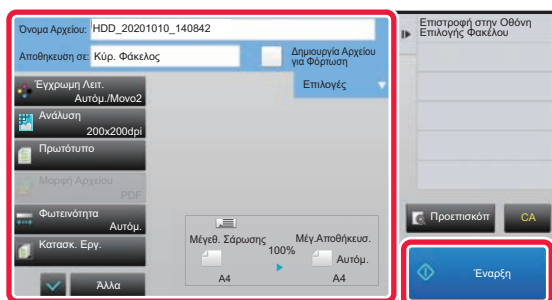 Όνομα Αρχείου: HDD_20201010_140842
Αποθηκευση σε: Κύρ. Φάκελος
Δημιουργία Αρχείου
για Φόρτωση
Επιλογές
Έγχρωμη Λειτ.
Αυτόμ./Μονο2
Ανάλυση
200x200dpi
Πρωτότυπο
Μορφή Αρχείου
PDF
Φωτεινότητα
Αυτόμ.
Κατασκ. Εργ.
Άλλα
Μέγεθ. Σάρωσης
100%
Μέγ.Αποθήκευσ.
Αυτόμ.
A4
A4
Επιστροφή στην Οθόνη
Επιλογής Φακέλου
Προεπισκόπ
CA
Έναρξη